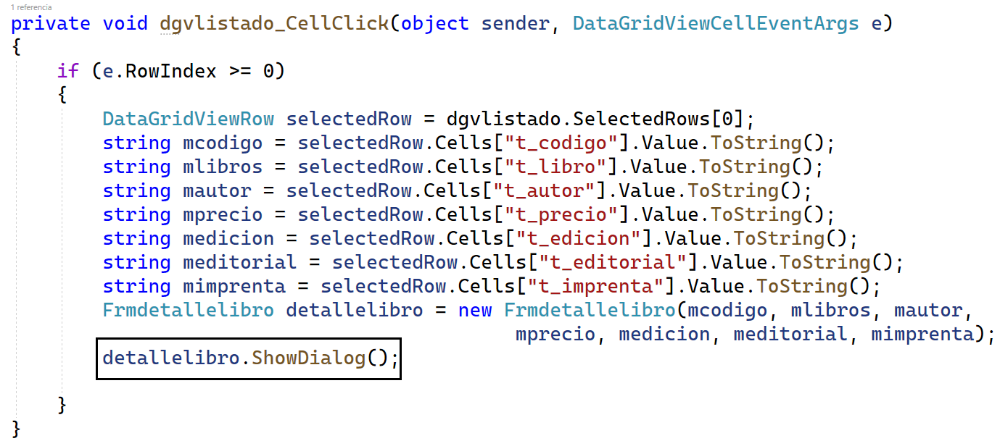 1 referencia
private void dgvlistado_CellClick(object sender, DataGridViewCellEventArgs e)
{
if (e.RowIndex >= 0)
{
DataGridViewRow selectedRow = dgvlistado.SelectedRows[0];
string mcodigo = selectedRow.Cells["t_codigo"].Value.ToString();
string mlibros = selectedRow.Cells["t_libro"].Value.ToString();
string mautor = selectedRow.Cells["t_autor"].Value.ToString();
string mprecio = selectedRow.Cells["t_precio"].Value.ToString();
string medicion = selectedRow.Cells["t_edicion"].Value.ToString();
string meditorial = selectedRow.Cells["t_editorial"].Value.ToString();
string mimprenta = selectedRow.Cells["t_imprenta"].Value.ToString();
Frmdetallelibro detallelibro = new Frmdetallelibro(mcodigo, mlibros, mautor,
mprecio, medicion, meditorial, mimprenta);
detallelibro.ShowDialog();
}
}